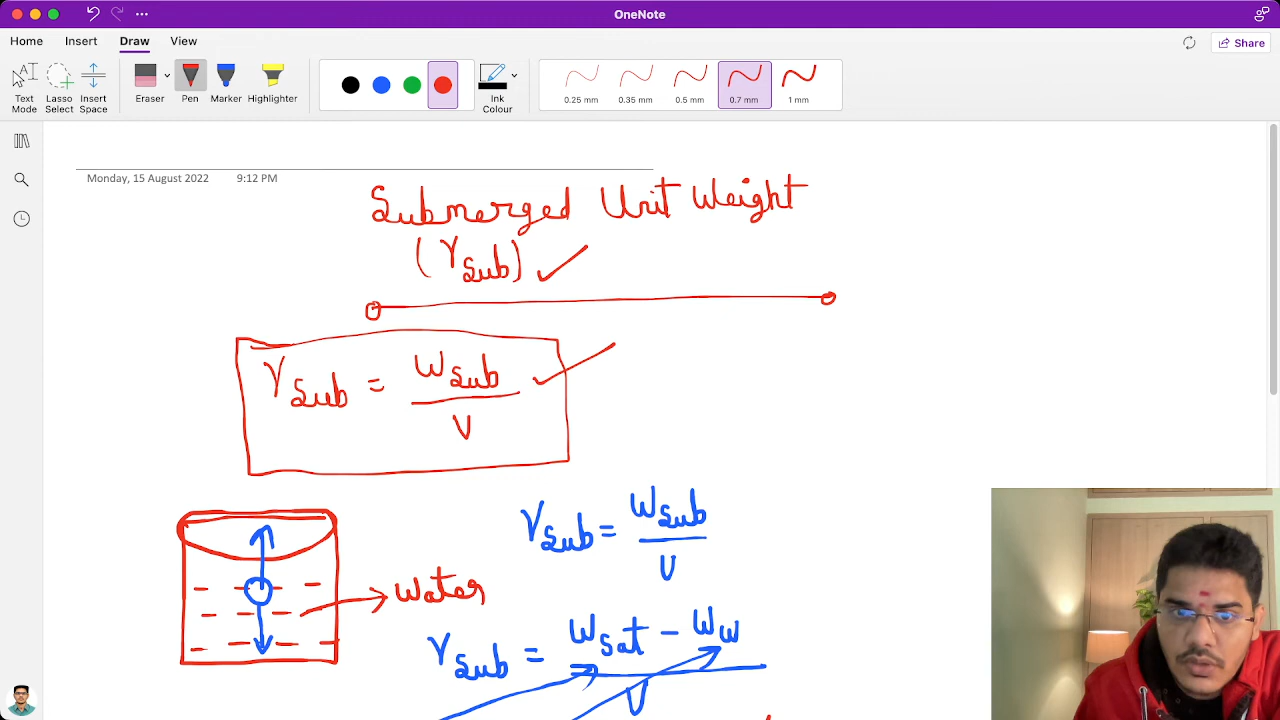 OneNote
Home Insert Draw View
Share
Text Mode
Lasso Select
Insert Space
Eraser
Pen
Marker
Highlighter
Ink Colour
0.25 mm
0.35 mm
0.5 mm
0.7 mm
1 mm
Monday, 15 August 2022 9:12 PM
Submerged Unit Weight
(γsub) ✓
γsub = Wsub / V ✓
γsub = Wsub / V
Water
γsub = Wsat - Ww / V